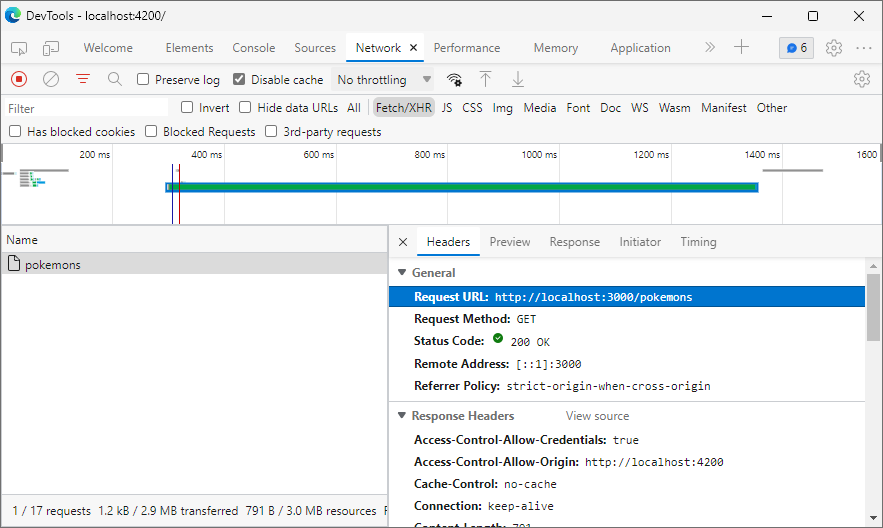 DevTools - localhost:4200/
Welcome Elements Console Sources Network Performance Memory Application 6
Preserve log Disable cache No throttling
Filter Invert Hide data URLs All Fetch/XHR JS CSS Img Media Font Doc WS Wasm Manifest Other
Has blocked cookies Blocked Requests 3rd-party requests
200 ms 400 ms 600 ms 800 ms 1000 ms 1200 ms 1400 ms 1600
Name
pokemons
1 / 17 requests 1.2 kB / 2.9 MB transferred 791 B / 3.0 MB resources
Headers Preview Response Initiator Timing
General
Request URL: http://localhost:3000/pokemons
Request Method: GET
Status Code: 200 OK
Remote Address: [::1]:3000
Referrer Policy: strict-origin-when-cross-origin
Response Headers View source
Access-Control-Allow-Credentials: true
Access-Control-Allow-Origin: http://localhost:4200
Cache-Control: no-cache
Connection: keep-alive
Content-Length: 791